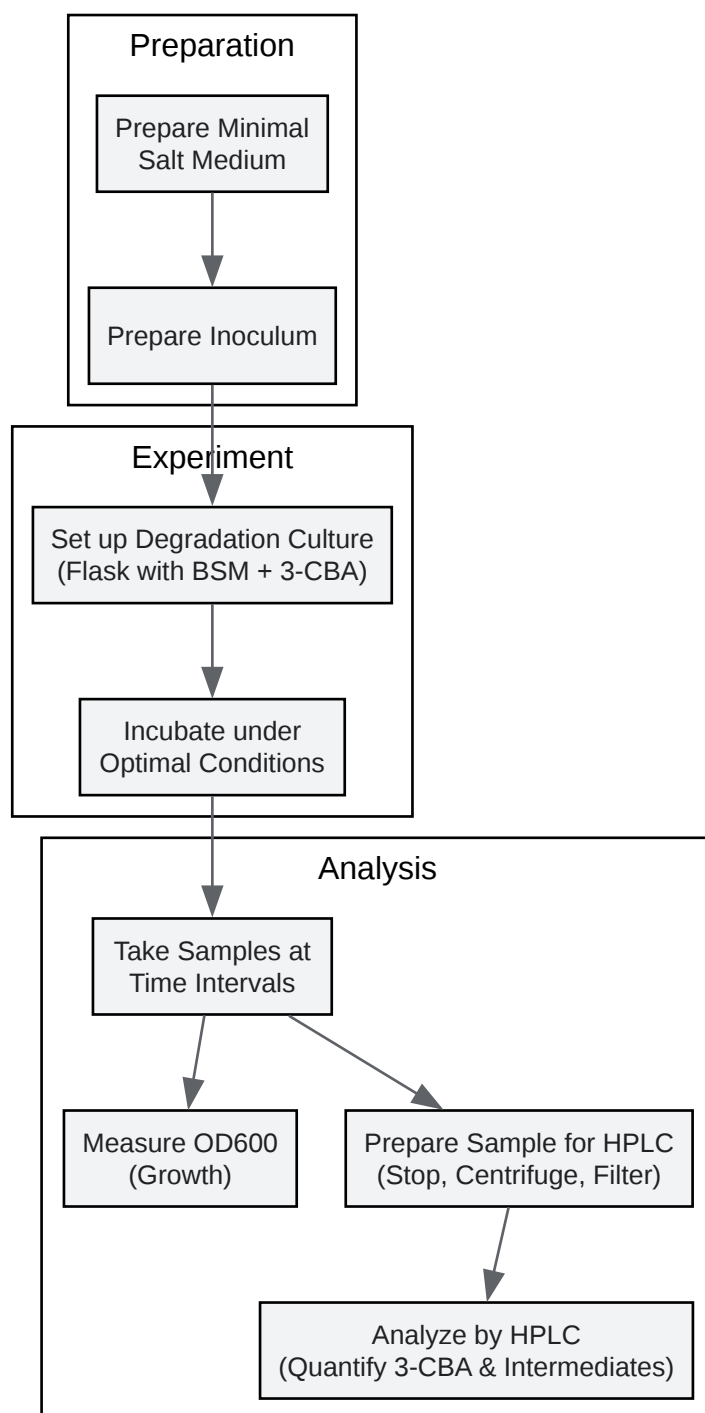 Preparation
Prepare Minimal
Salt Medium
Prepare Inoculum
Experiment
Set up Degradation Culture
(Flask with BSM + 3-CBA)
Incubate under
Optimal Conditions
Analysis
Take Samples at
Time Intervals
Measure OD600
(Growth)
Prepare Sample for HPLC
(Stop, Centrifuge, Filter)
Analyze by HPLC
(Quantify 3-CBA & Intermediates)